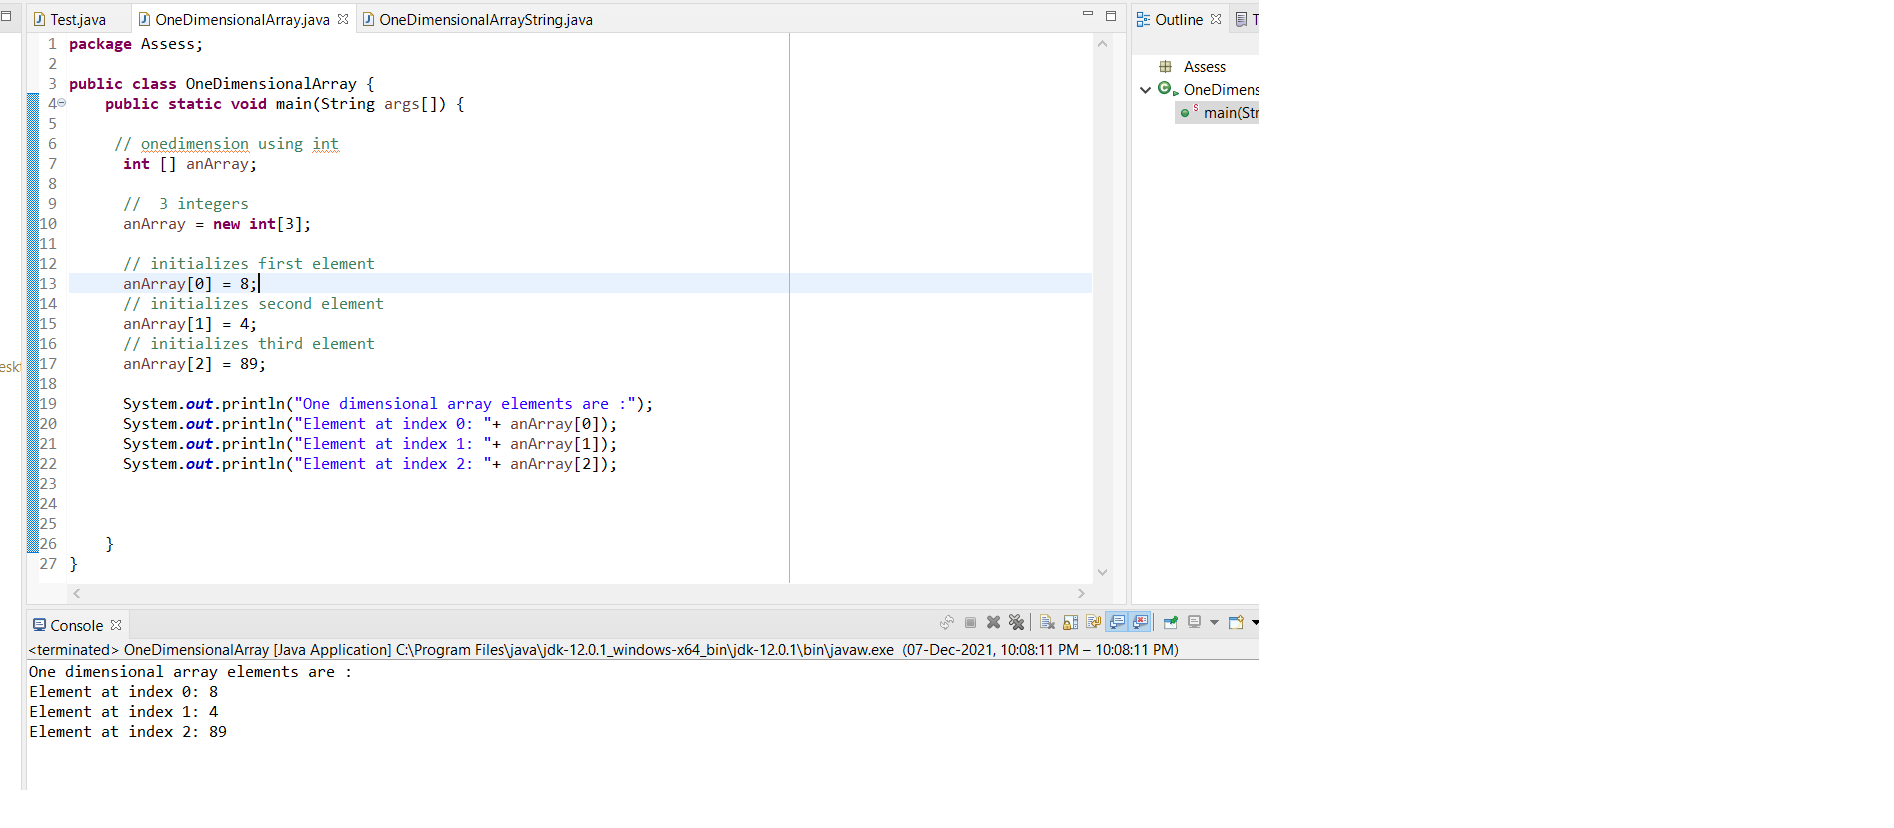 Test.java OneDimensionalArray.java OneDimensionalArrayString.java
Outline T
1 package Assess;
2
3 public class OneDimensionalArray {
4 public static void main(String args[]) {
5
6 // onedimension using int
7 int [] anArray;
8
9 //  3 integers
10 anArray = new int[3];
11
12 // initializes first element
13 anArray[0] = 8;
14 // initializes second element
15 anArray[1] = 4;
16 // initializes third element
17 anArray[2] = 89;
18
19 System.out.println("One dimensional array elements are :");
20 System.out.println("Element at index 0: "+ anArray[0]);
21 System.out.println("Element at index 1: "+ anArray[1]);
22 System.out.println("Element at index 2: "+ anArray[2]);
23
24
25
26 }
27 }
Assess
OneDimens
main(Str
Console
<terminated> OneDimensionalArray [Java Application] C:\Program Files\java\jdk-12.0.1_windows-x64_bin\jdk-12.0.1\bin\javaw.exe (07-Dec-2021, 10:08:11 PM – 10:08:11 PM)
One dimensional array elements are :
Element at index 0: 8
Element at index 1: 4
Element at index 2: 89